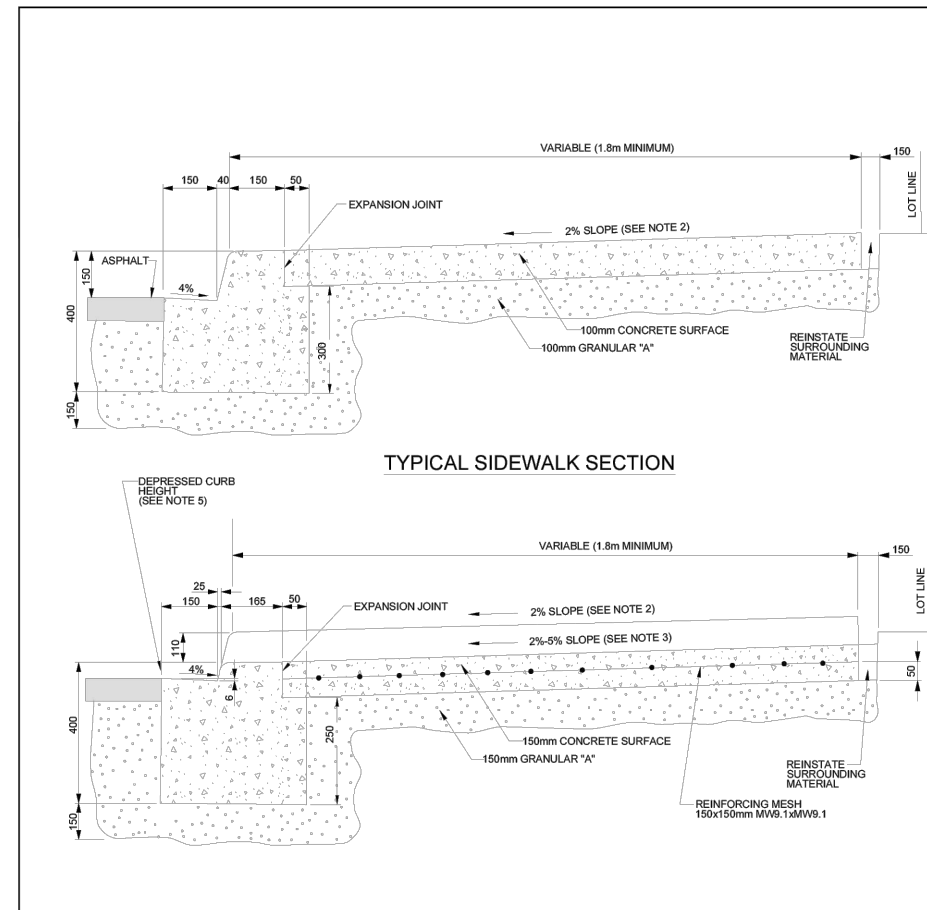 VARIABLE (1.8m MINIMUM)
150
LOT LINE
150
40
150
50
EXPANSION JOINT
2% SLOPE (SEE NOTE 2)
ASPHALT
150
4%
400
300
100mm CONCRETE SURFACE
100mm GRANULAR "A"
REINSTATE
SURROUNDING
MATERIAL
150
TYPICAL SIDEWALK SECTION
DEPRESSED CURB
HEIGHT
(SEE NOTE 5)
VARIABLE (1.8m MINIMUM)
150
LOT LINE
25
150
165
50
EXPANSION JOINT
2% SLOPE (SEE NOTE 2)
110
2%-5% SLOPE (SEE NOTE 3)
4%
50
6
400
250
150mm CONCRETE SURFACE
150mm GRANULAR "A"
REINSTATE
SURROUNDING
MATERIAL
REINFORCING MESH
150x150mm MW9.1xMW9.1
150